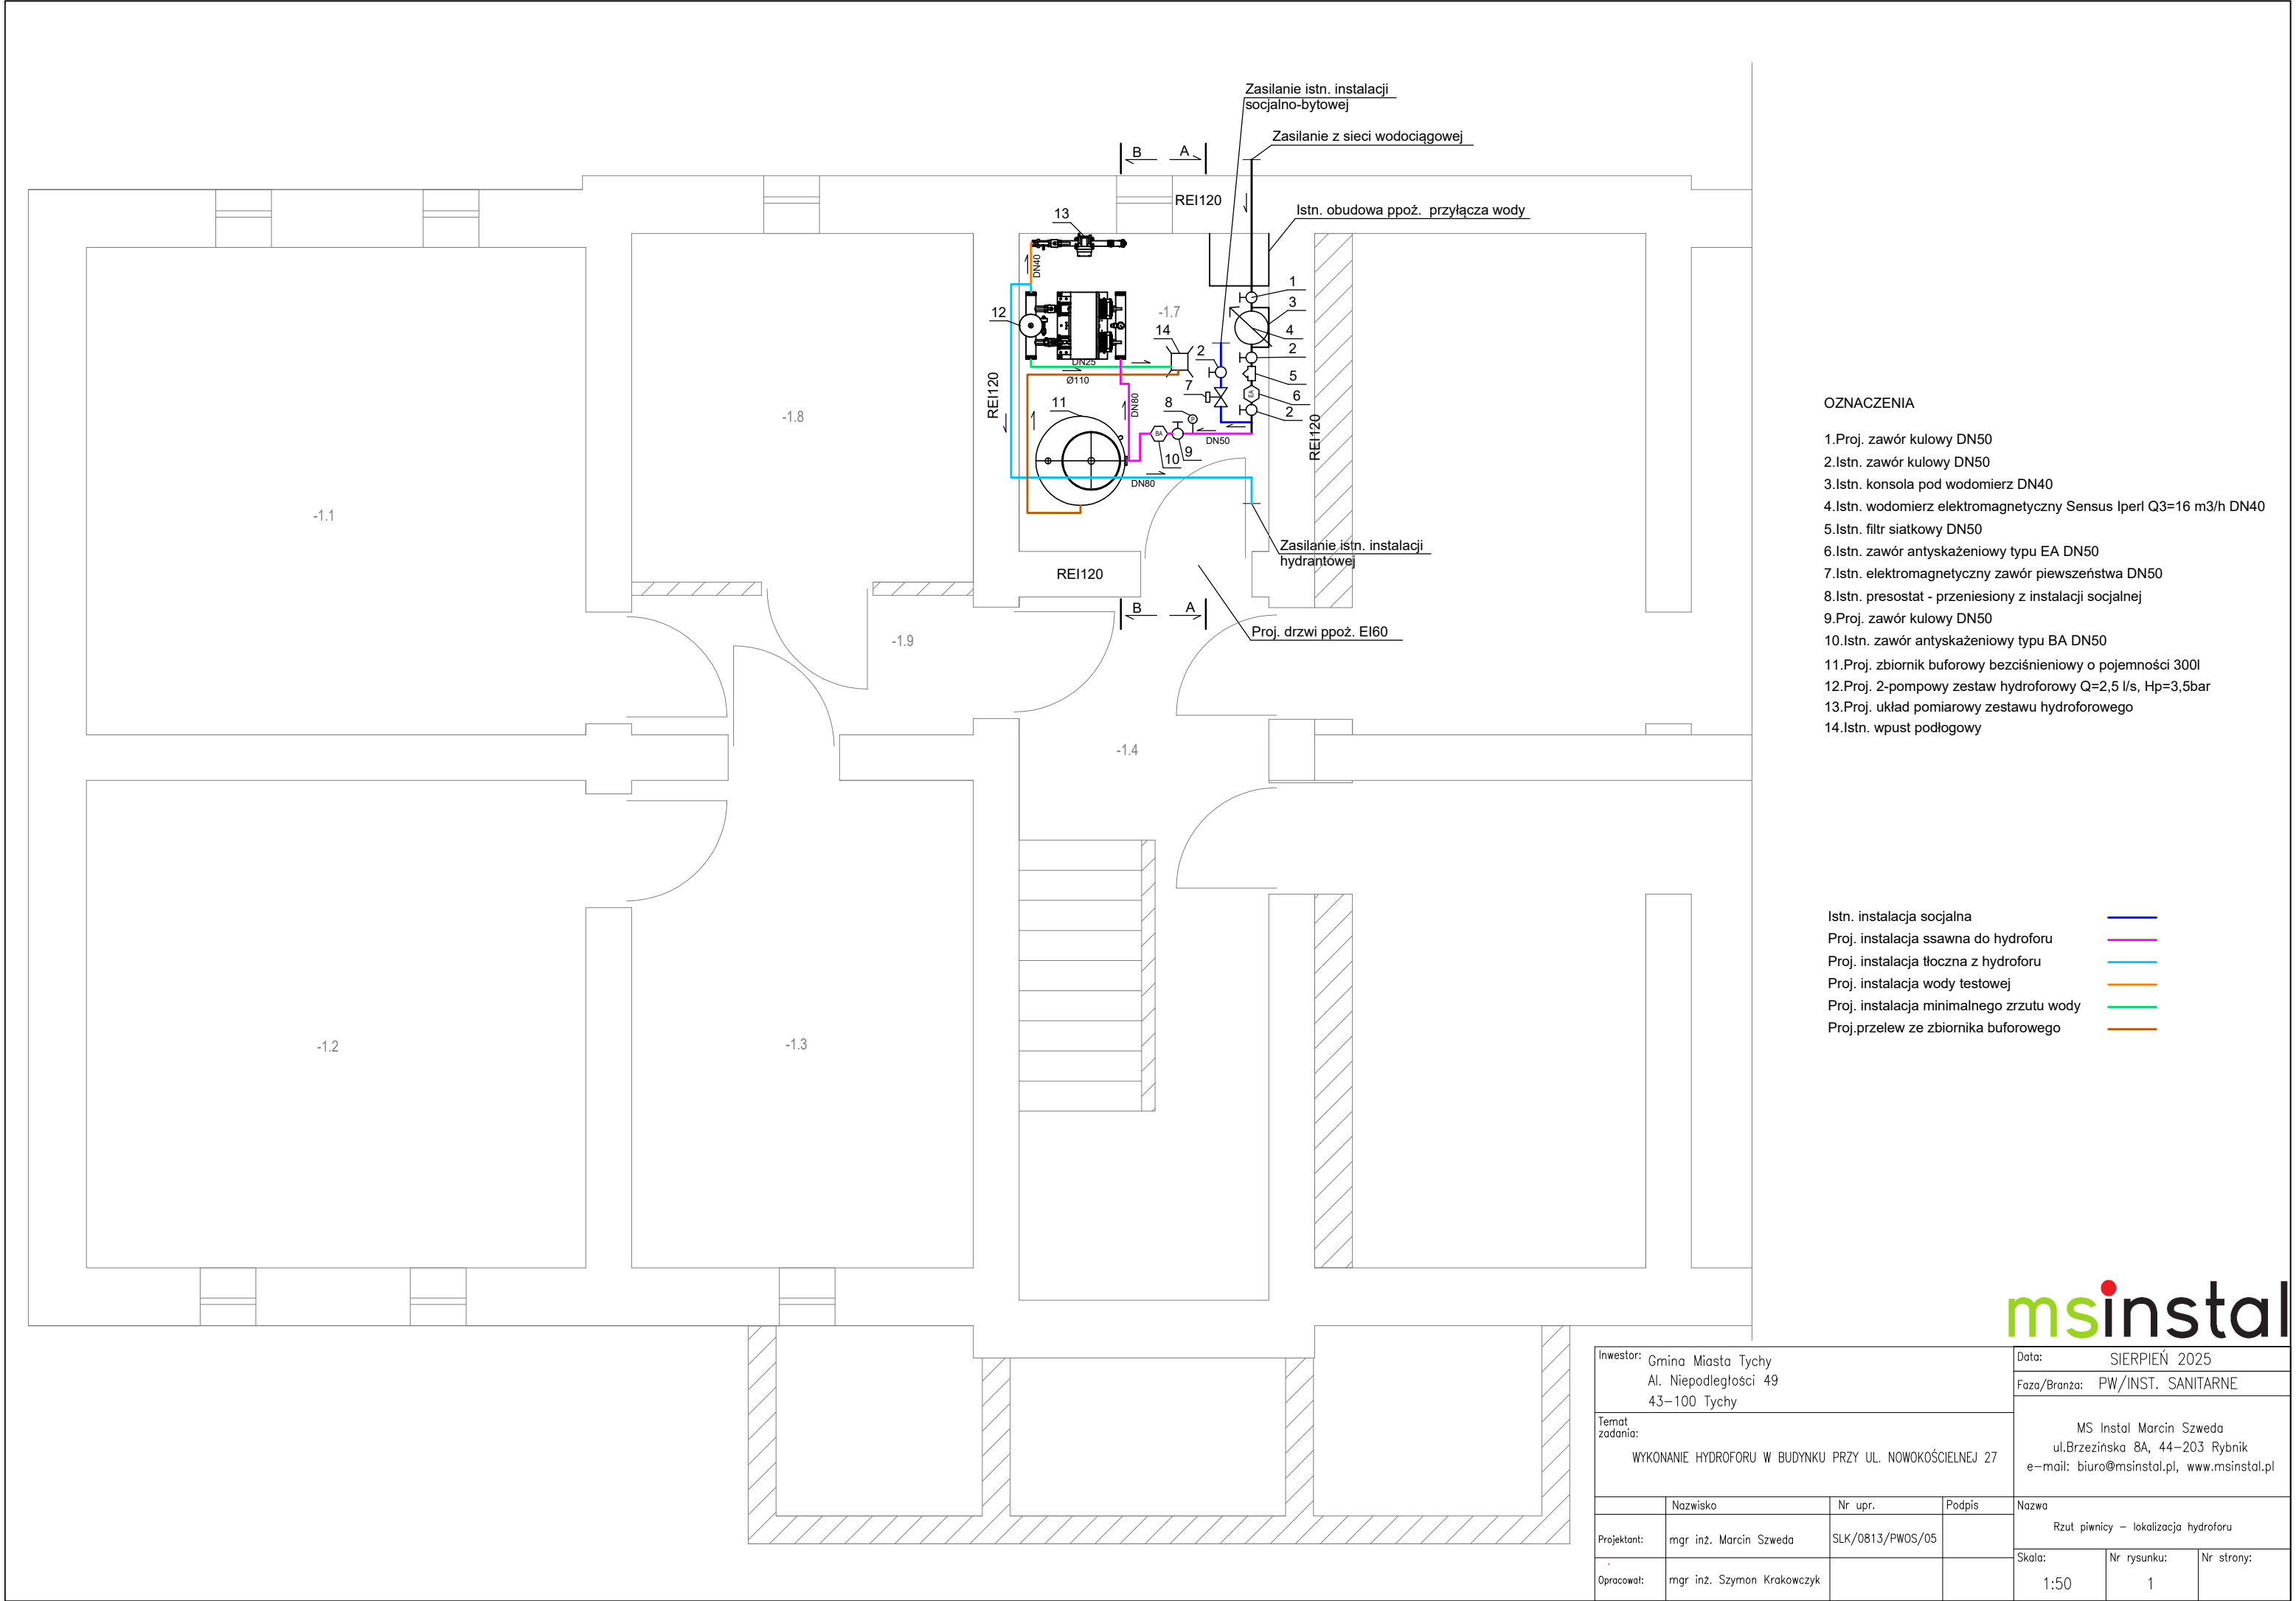 Zasilanie istn. instalacji
socjalno-bytowej
Zasilanie z sieci wodociągowej
B
A
REI120
Istn. obudowa ppoż. przyłącza wody
13
DN40
1
3
-1.7
12
14
4
2
2
DN25
5
Ø110
REI120
7
EA
6
-1.8
11
8
DN80
P
2
REI120
BA
DN50
10
9
DN80
-1.1
Zasilanie istn. instalacji
hydrantowej
REI120
B
A
Proj. drzwi ppoż. EI60
-1.9
-1.4
-1.2
-1.3
OZNACZENIA
1.Proj. zawór kulowy DN50
2.Istn. zawór kulowy DN50
3.Istn. konsola pod wodomierz DN40
4.Istn. wodomierz elektromagnetyczny Sensus Iperl Q3=16 m3/h DN40
5.Istn. filtr siatkowy DN50
6.Istn. zawór antyskażeniowy typu EA DN50
7.Istn. elektromagnetyczny zawór piewszeństwa DN50
8.Istn. presostat - przeniesiony z instalacji socjalnej
9.Proj. zawór kulowy DN50
10.Istn. zawór antyskażeniowy typu BA DN50
11.Proj. zbiornik buforowy bezciśnieniowy o pojemności 300l
12.Proj. 2-pompowy zestaw hydroforowy Q=2,5 l/s, Hp=3,5bar
13.Proj. układ pomiarowy zestawu hydroforowego
14.Istn. wpust podłogowy
Istn. instalacja socjalna
Proj. instalacja ssawna do hydroforu
Proj. instalacja tłoczna z hydroforu
Proj. instalacja wody testowej
Proj. instalacja minimalnego zrzutu wody
Proj.przelew ze zbiornika buforowego
msinstal
Inwestor: Gmina Miasta Tychy
Al. Niepodległości 49
43-100 Tychy
Data: SIERPIEŃ 2025
Faza/Branża: PW/INST. SANITARNE
Temat
zadania:
WYKONANIE HYDROFORU W BUDYNKU PRZY UL. NOWOKOŚCIELNEJ 27
MS Instal Marcin Szweda
ul.Brzezińska 8A, 44-203 Rybnik
e-mail: biuro@msinstal.pl, www.msinstal.pl
Nazwisko Nr upr. Podpis
Projektant: mgr inż. Marcin Szweda SLK/0813/PWOS/05
Opracował: mgr inż. Szymon Krakowczyk
Nazwa
Rzut piwnicy - lokalizacja hydroforu
Skala: Nr rysunku: Nr strony:
1:50 1